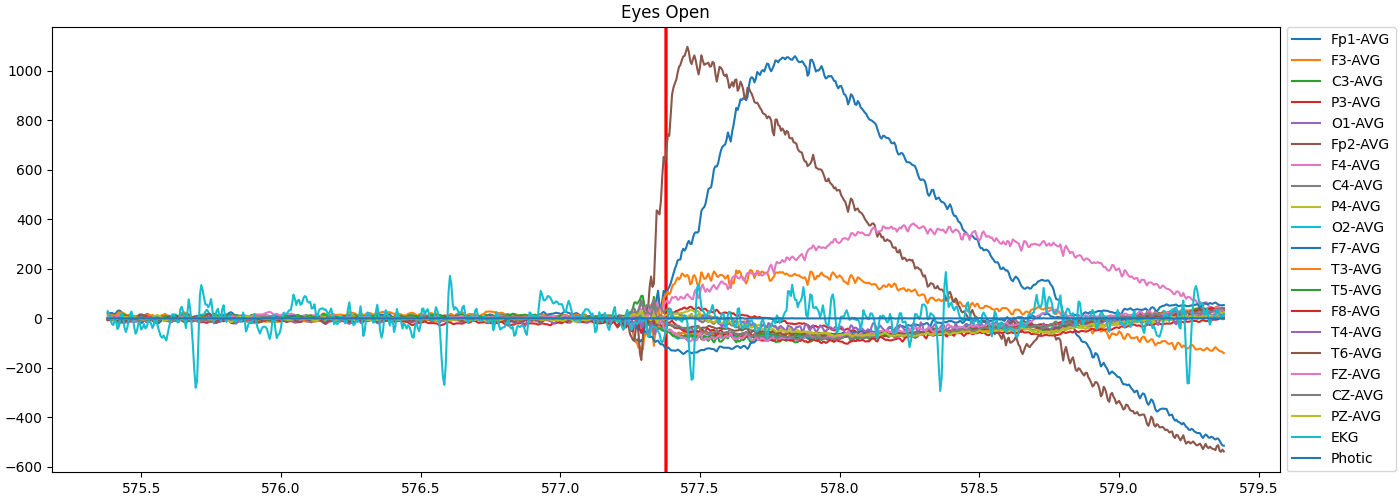 Eyes Open
1000
800
600
400
200
0
−200
−400
−600
575.5 576.0 576.5 577.0 577.5 578.0 578.5 579.0 579.5
Fp1-AVG
F3-AVG
C3-AVG
P3-AVG
O1-AVG
Fp2-AVG
F4-AVG
C4-AVG
P4-AVG
O2-AVG
F7-AVG
T3-AVG
T5-AVG
F8-AVG
T4-AVG
T6-AVG
FZ-AVG
CZ-AVG
PZ-AVG
EKG
Photic